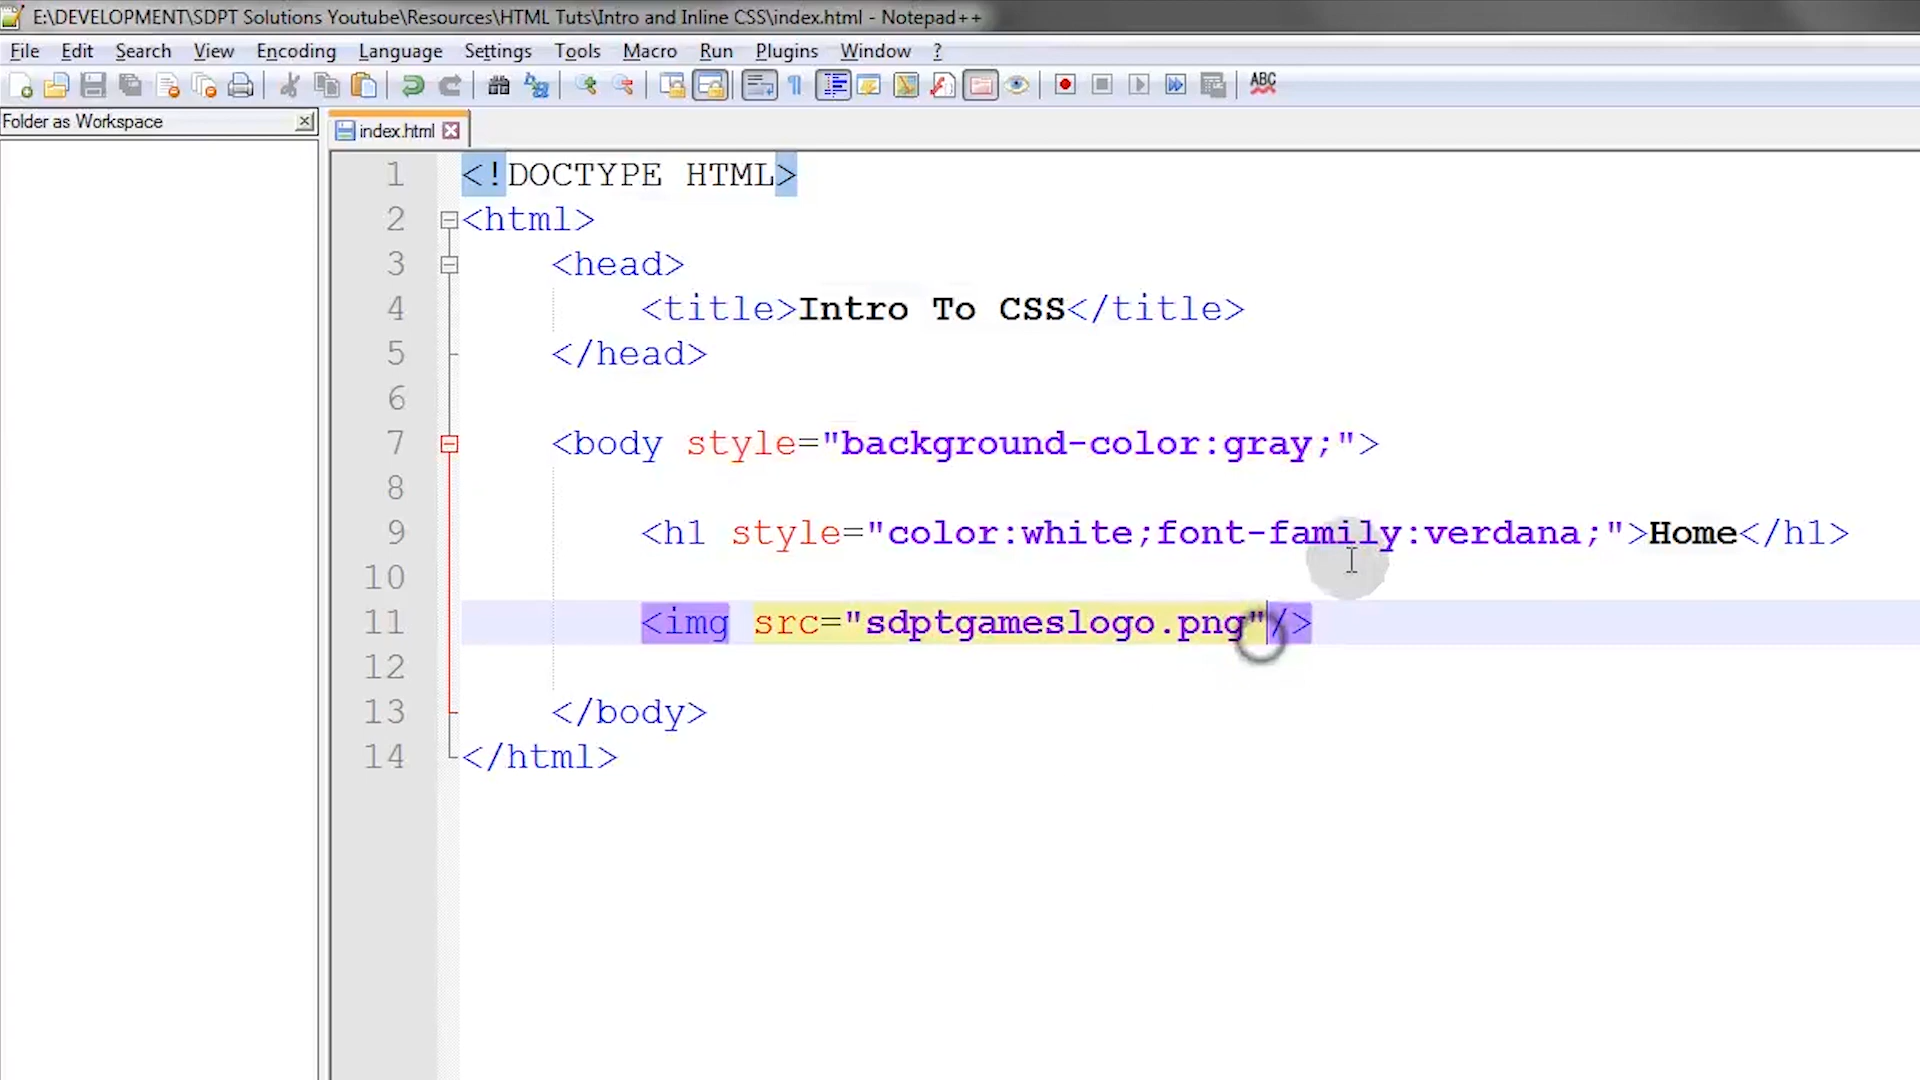 E:\DEVELOPMENT\SDPT Solutions Youtube\Resources\HTML Tuts\Intro and Inline CSS\index.html - Notepad++
File Edit Search View Encoding Language Settings Tools Macro Run Plugins Window ?
ABC
Folder as Workspace
index.html
1 <!DOCTYPE HTML>
2 <html>
3 <head>
4 <title>Intro To CSS</title>
5 </head>
6
7 <body style="background-color:gray;">
8
9 <h1 style="color:white;font-family:verdana;">Home</h1>
10
11 <img src="sdptgameslogo.png"/>
12
13 </body>
14 </html>